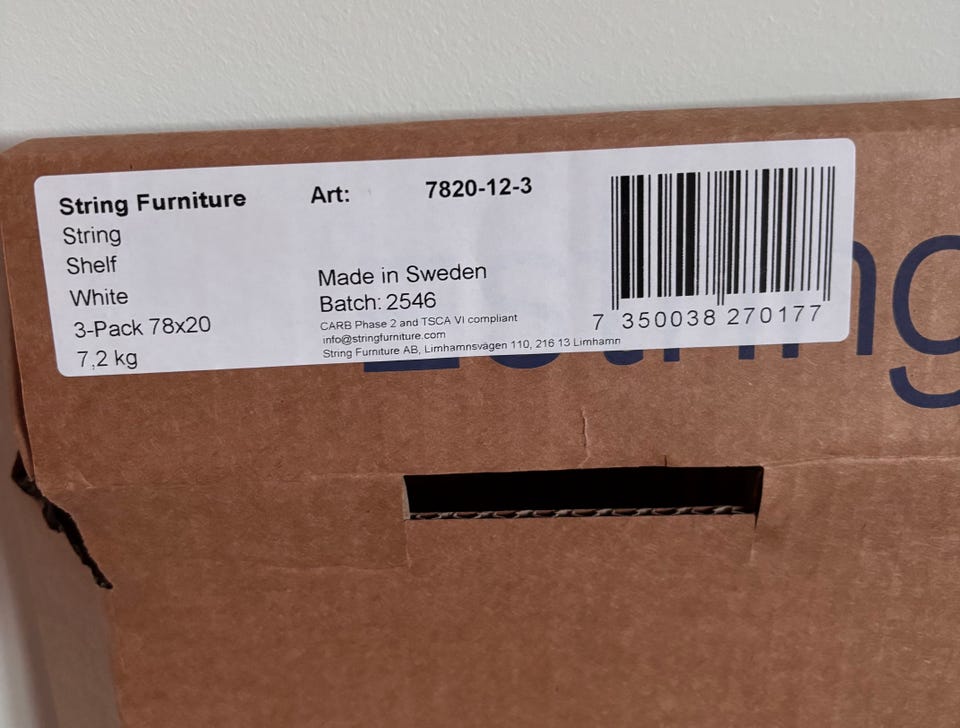 String Furniture
String
Shelf
White
3-Pack 78x20
7,2 kg
Art: 7820-12-3
Made in Sweden
Batch: 2546
CARB Phase 2 and TSCA VI compliant
info@stringfurniture.com
String Furniture AB, Limhamnsvägen 110, 216 13 Limhamn
7 350038 270177
string